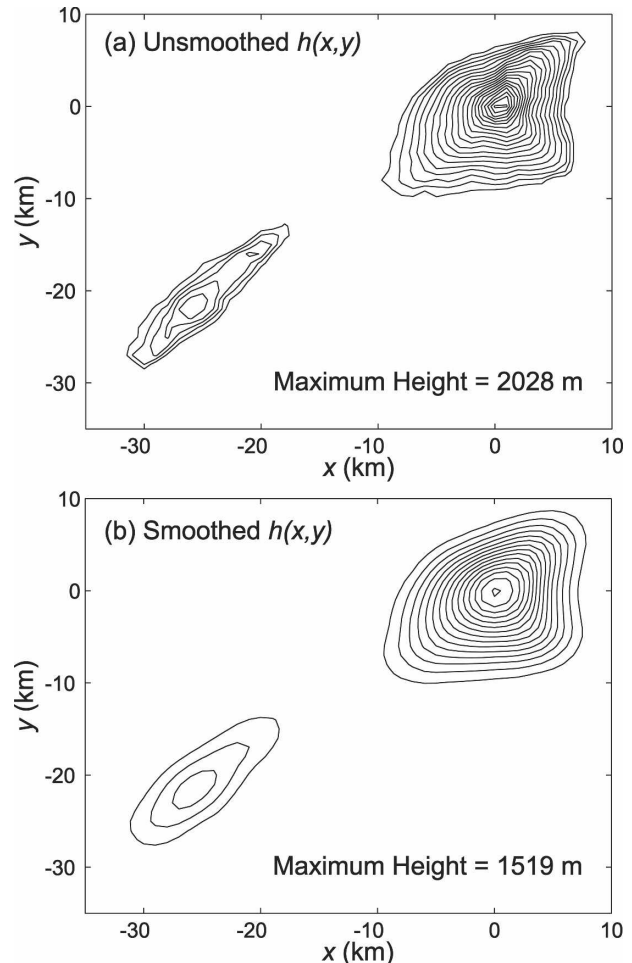 10
(a) Unsmoothed h(x,y)
0
-10
y (km)
-20
-30
Maximum Height = 2028 m
-30 -20 -10 0 10
x (km)
10
(b) Smoothed h(x,y)
0
-10
y (km)
-20
-30
Maximum Height = 1519 m
-30 -20 -10 0 10
x (km)